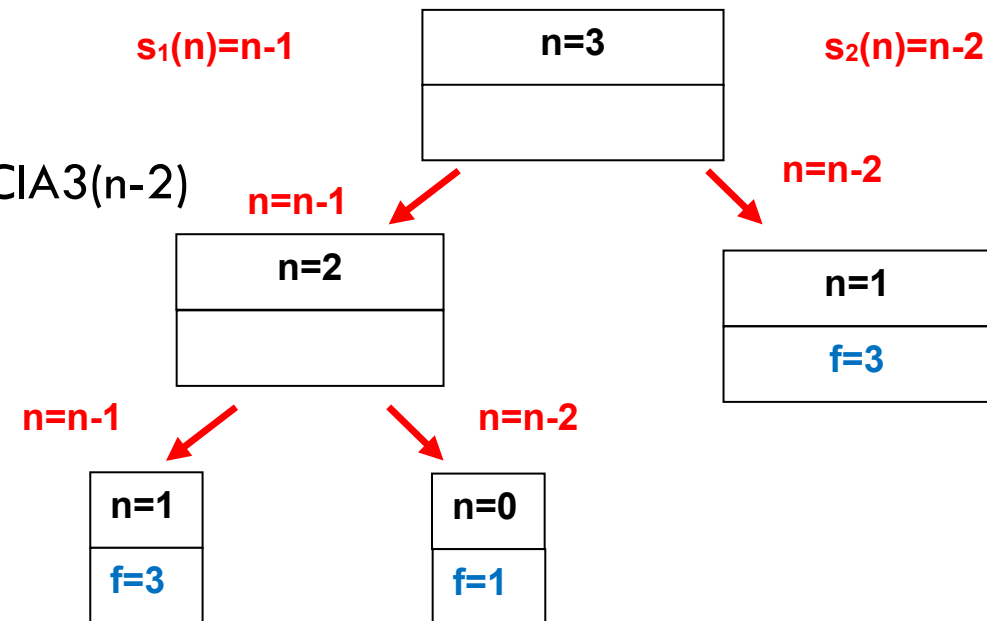 s₁(n)=n-1
n=3
s₂(n)=n-2
CIA3(n-2)
n=n-1
n=n-2
n=2
n=1
f=3
n=n-1
n=n-2
n=1
n=0
f=3
f=1